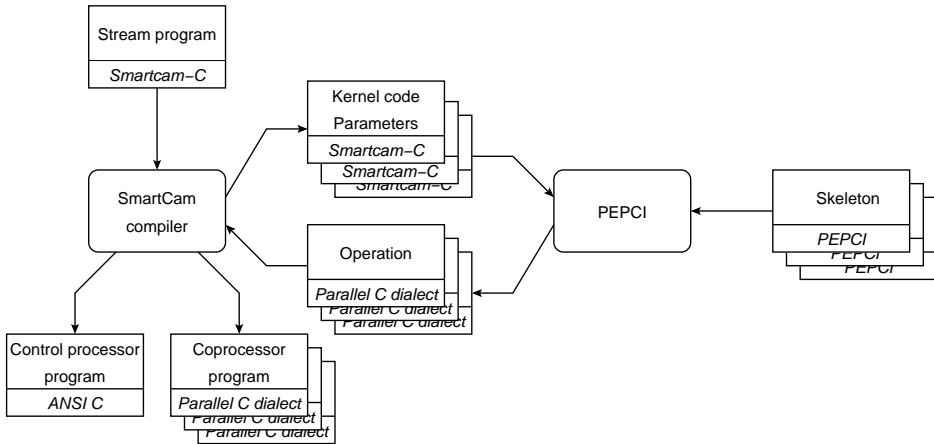 Stream program
Smartcam−C
Kernel code
Parameters
Smartcam−C
Smartcam−C
Smartcam−C
SmartCam
compiler
PEPCI
Skeleton
PEPCI
PEPCI
PEPCI
Operation
Parallel C dialect
Parallel C dialect
Parallel C dialect
Control processor
program
ANSI C
Coprocessor
program
Parallel C dialect
Parallel C dialect
Parallel C dialect